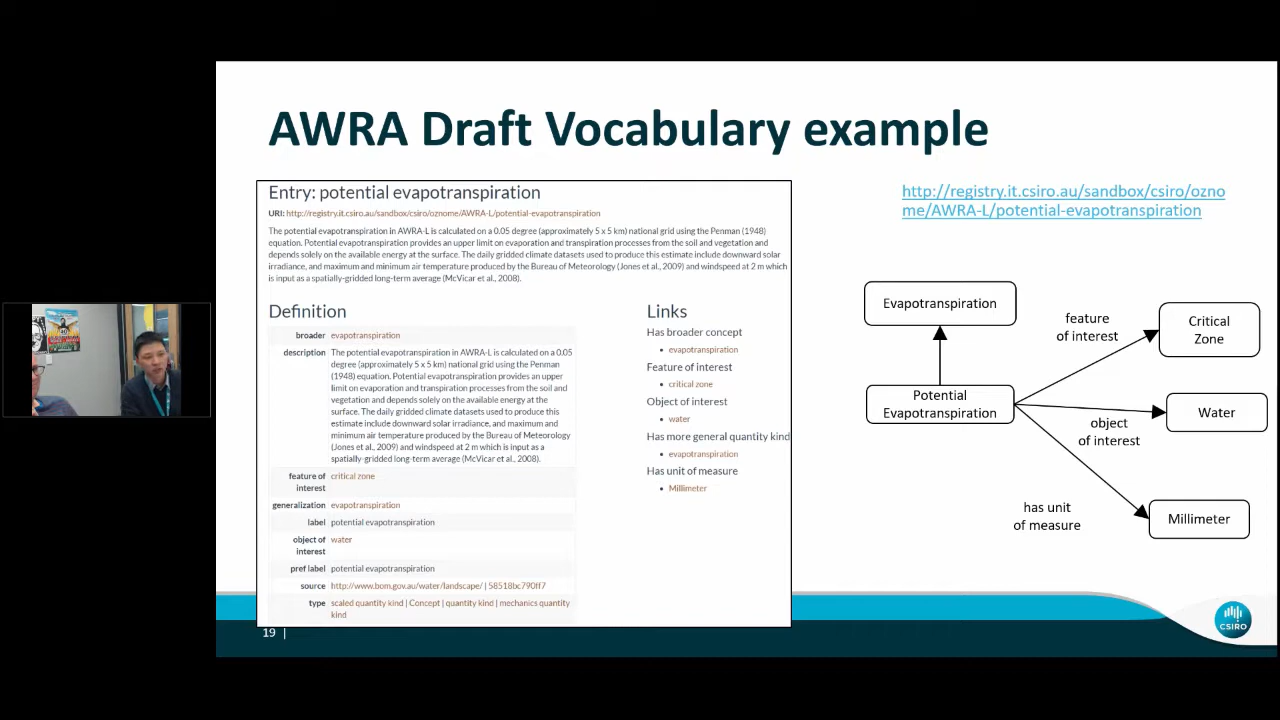 AWRA Draft Vocabulary example
Entry: potential evapotranspiration
URI: http://registry.it.csiro.au/sandbox/csiro/oznome/AWRA-L/potential-evapotranspiration
The potential evapotranspiration in AWRA-L is calculated on a 0.05 degree (approximately 5 x 5 km) national grid using the Penman (1948)
equation. Potential evapotranspiration provides an upper limit on evaporation and transpiration processes from the soil and vegetation and
depends solely on the available energy at the surface. The daily gridded climate datasets used to produce this estimate include downward solar
irradiance, and maximum and minimum air temperature produced by the Bureau of Meteorology (Jones et al., 2009) and windspeed at 2 m which
is input as a spatially-gridded long-term average (McVicar et al., 2008).
Definition
broader evapotranspiration
description The potential evapotranspiration in AWRA-L is calculated on a 0.05
degree (approximately 5 x 5 km) national grid using the Penman
(1948) equation. Potential evapotranspiration provides an upper
limit on evaporation and transpiration processes from the soil and
vegetation and depends solely on the available energy at the
surface. The daily gridded climate datasets used to produce this
estimate include downward solar irradiance, and maximum and
minimum air temperature produced by the Bureau of Meteorology
(Jones et al., 2009) and windspeed at 2 m which is input as a
spatially-gridded long-term average (McVicar et al., 2008).
feature of critical zone
interest
generalization evapotranspiration
label potential evapotranspiration
object of water
interest
pref label potential evapotranspiration
source http://www.bom.gov.au/water/landscape/ | 58518bc790ff7
type scaled quantity kind | Concept | quantity kind | mechanics quantity
kind
Links
Has broader concept
• evapotranspiration
Feature of interest
• critical zone
Object of interest
• water
Has more general quantity kind
• evapotranspiration
Has unit of measure
• Millimeter
http://registry.it.csiro.au/sandbox/csiro/ozno
me/AWRA-L/potential-evapotranspiration
Evapotranspiration
feature
of interest
Critical
Zone
Potential
Evapotranspiration
object
of interest
Water
has unit
of measure
Millimeter
19 |
CSIRO